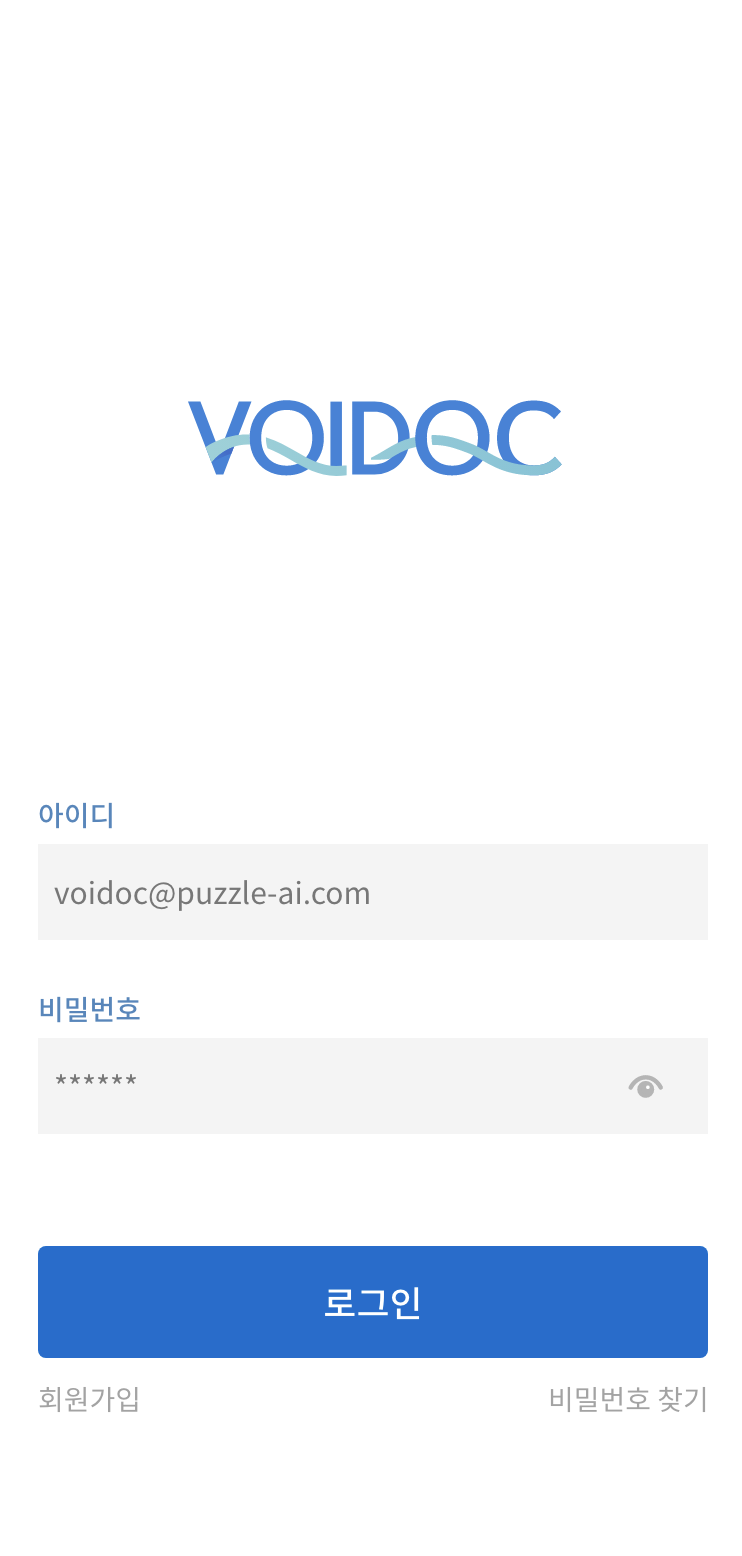 VOIDOC
아이디
voidoc@puzzle-ai.com
비밀번호
******
로그인
회원가입 비밀번호 찾기